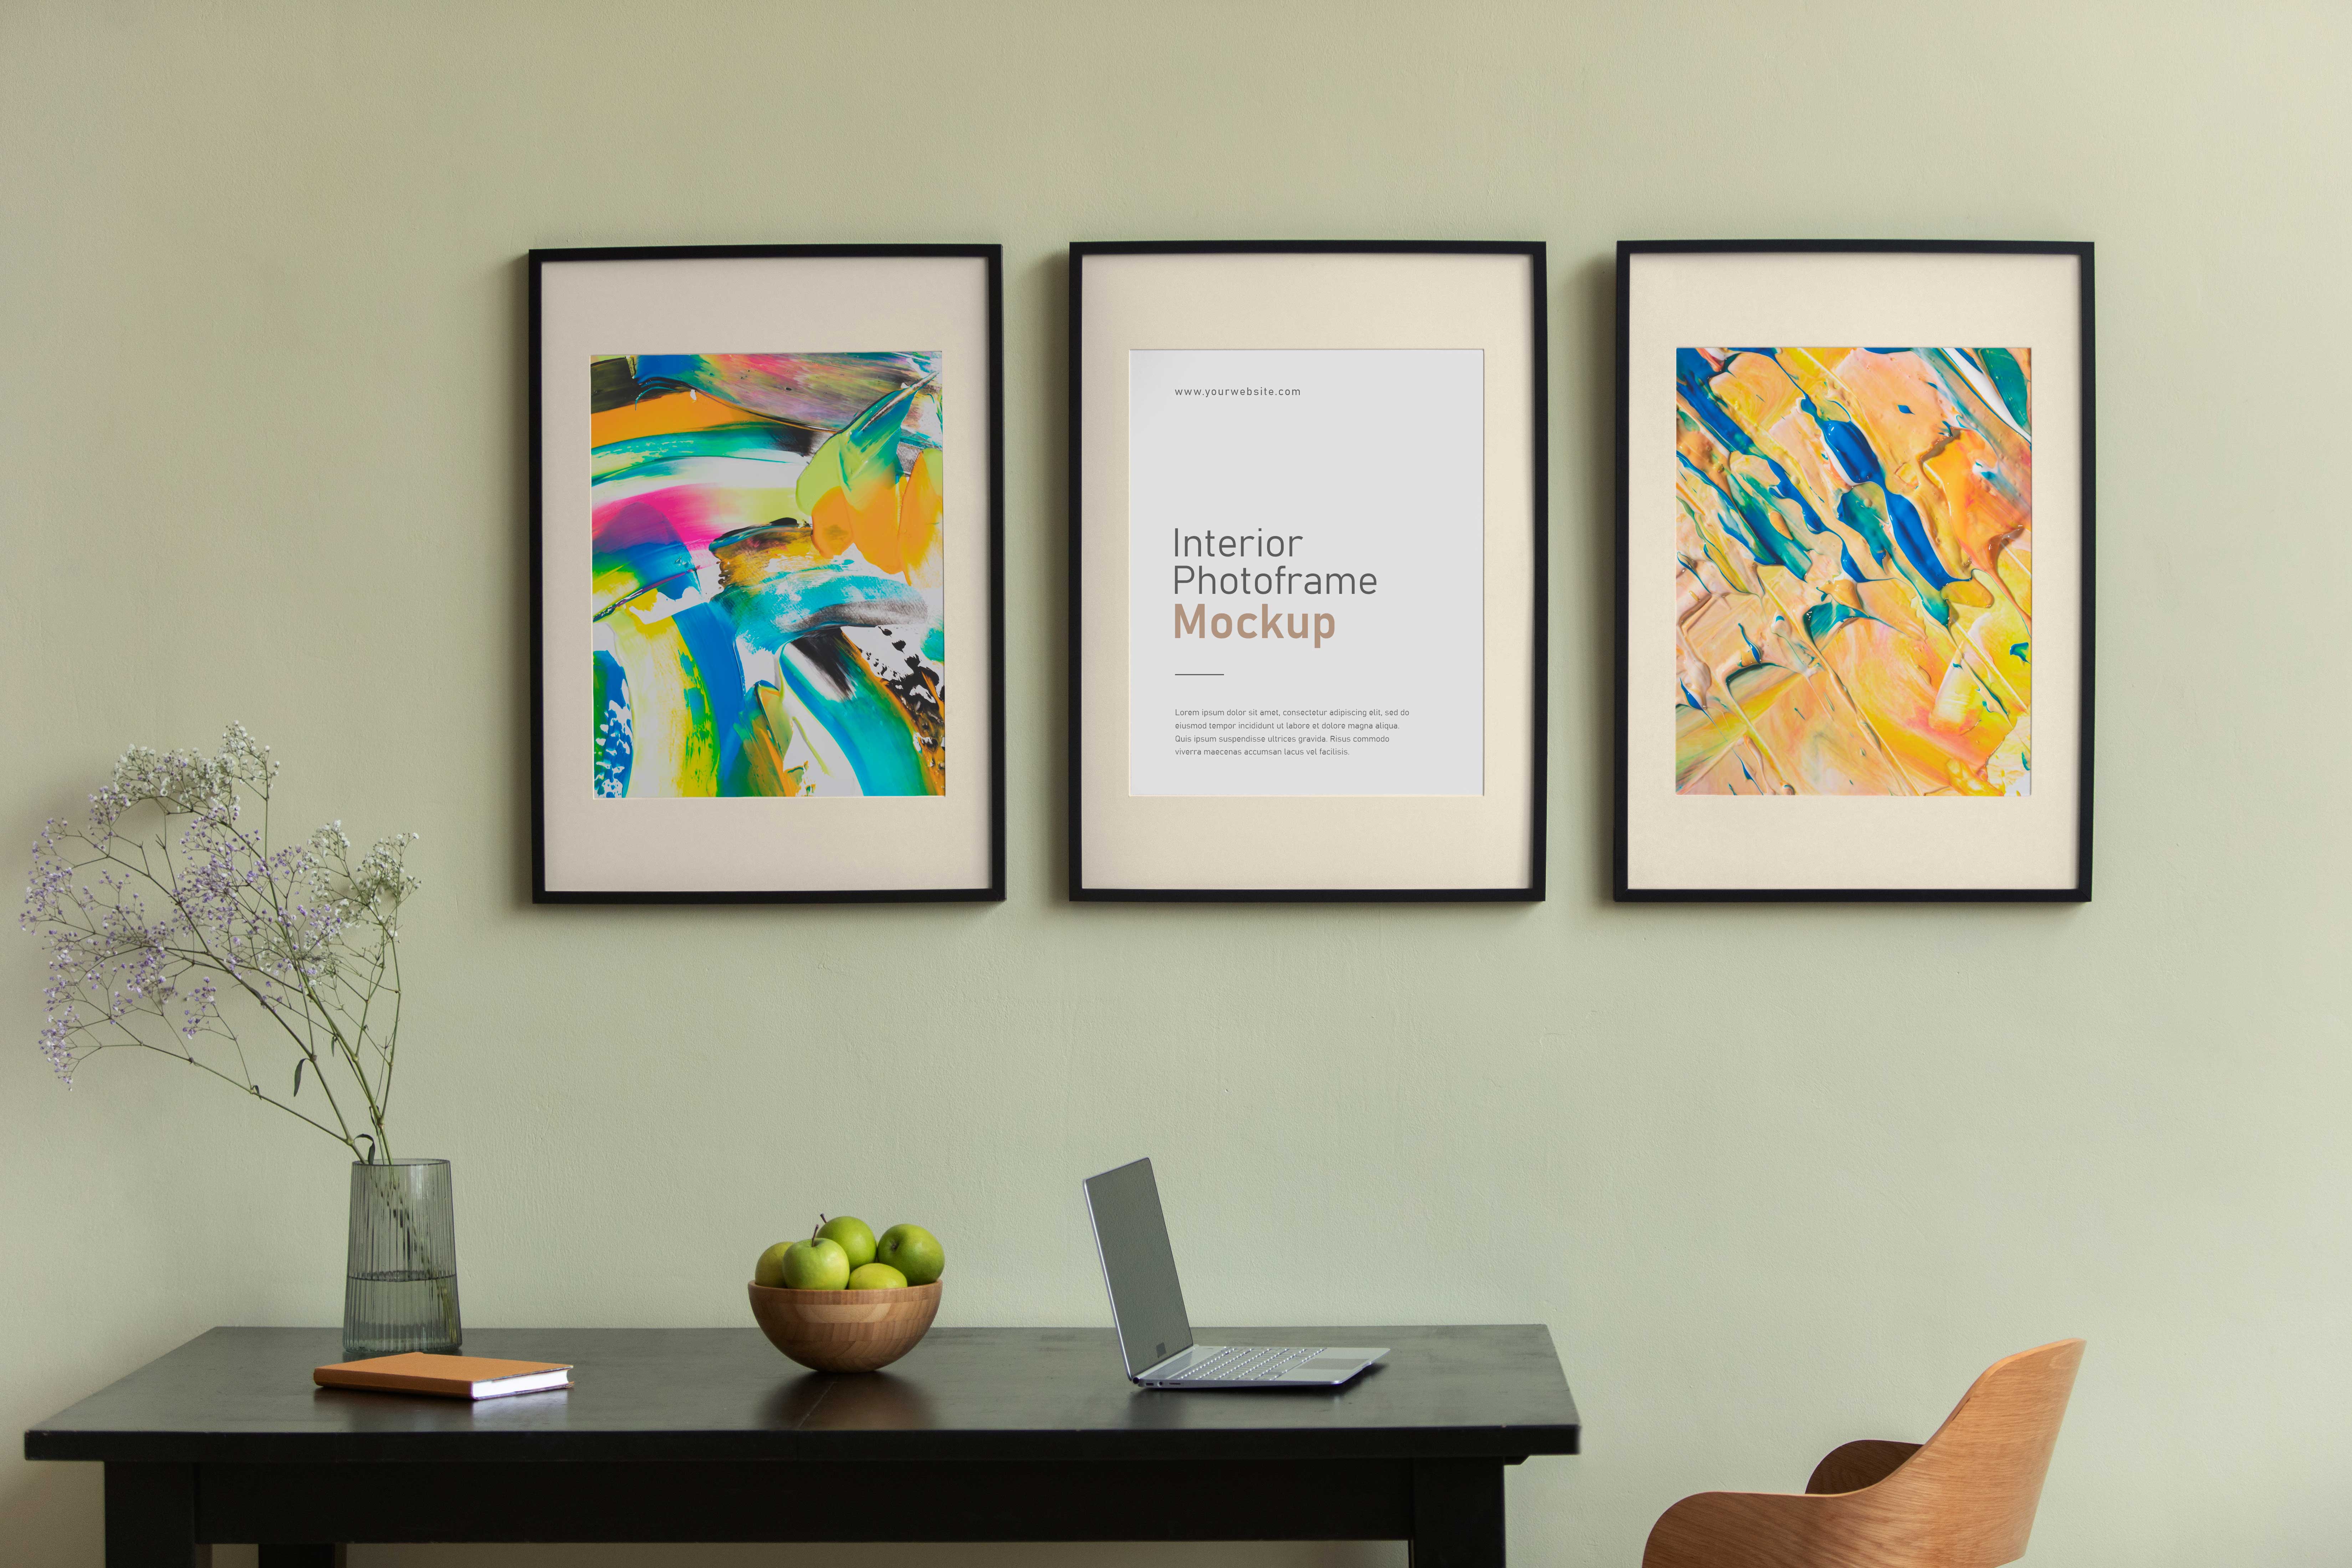 www.yourwebsite.com
Interior
Photoframe
Mockup
Lorem ipsum dolor sit amet, consectetur adipiscing elit, sed do
eiusmod tempor incididunt ut labore et dolore magna aliqua.
Quis ipsum suspendisse ultrices gravida. Risus commodo
viverra maecenas accumsan lacus vel facilisis.